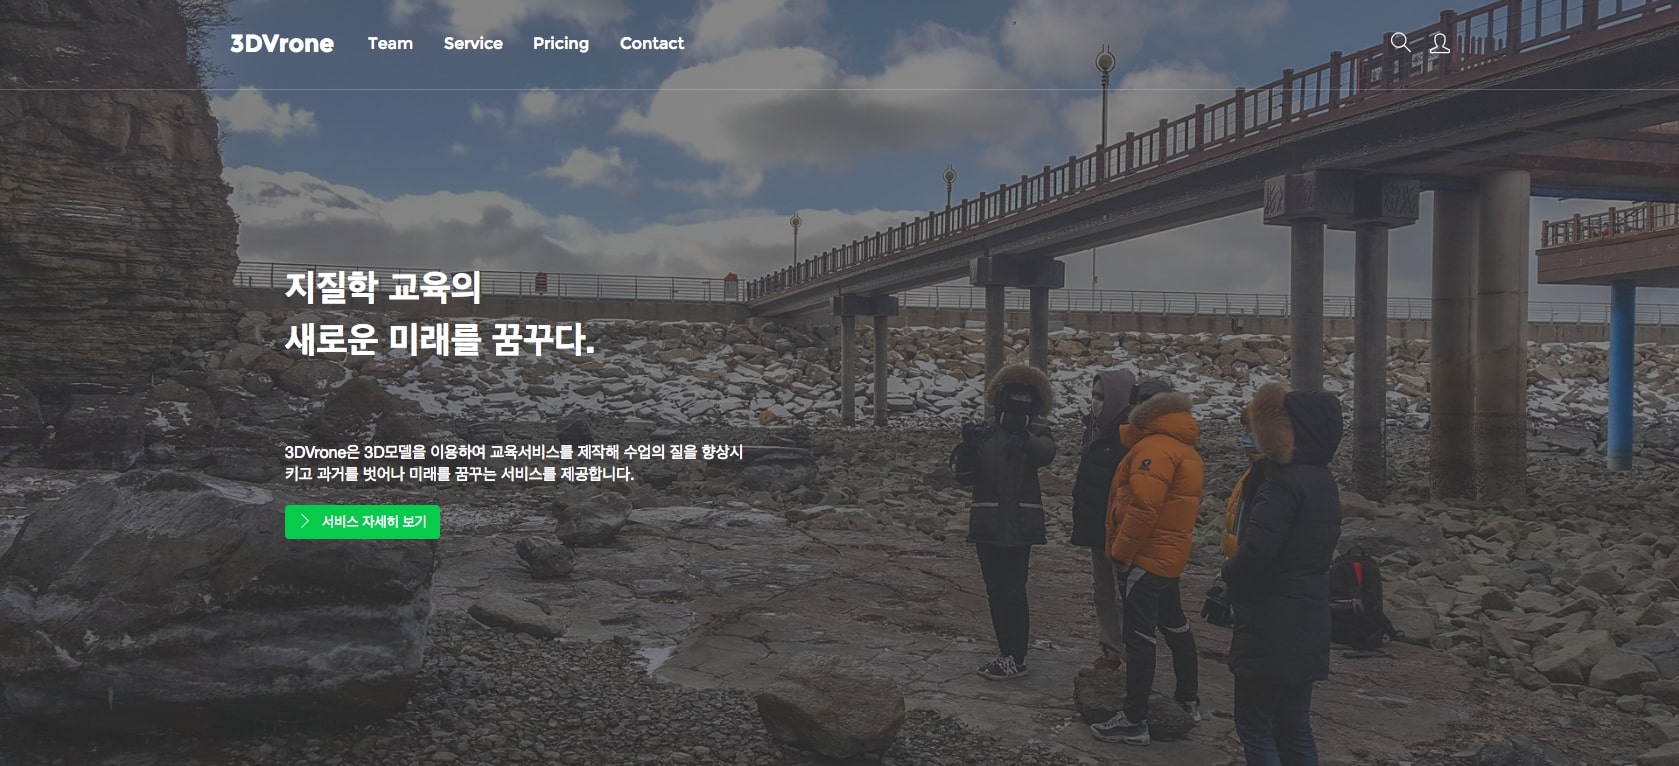 3DVrone Team Service Pricing Contact
지질학 교육의
새로운 미래를 꿈꾸다.
3DVrone은 3D모델을 이용하여 교육서비스를 제작해 수업의 질을 향상시
키고 과거를 벗어나 미래를 꿈꾸는 서비스를 제공합니다.
서비스 자세히 보기